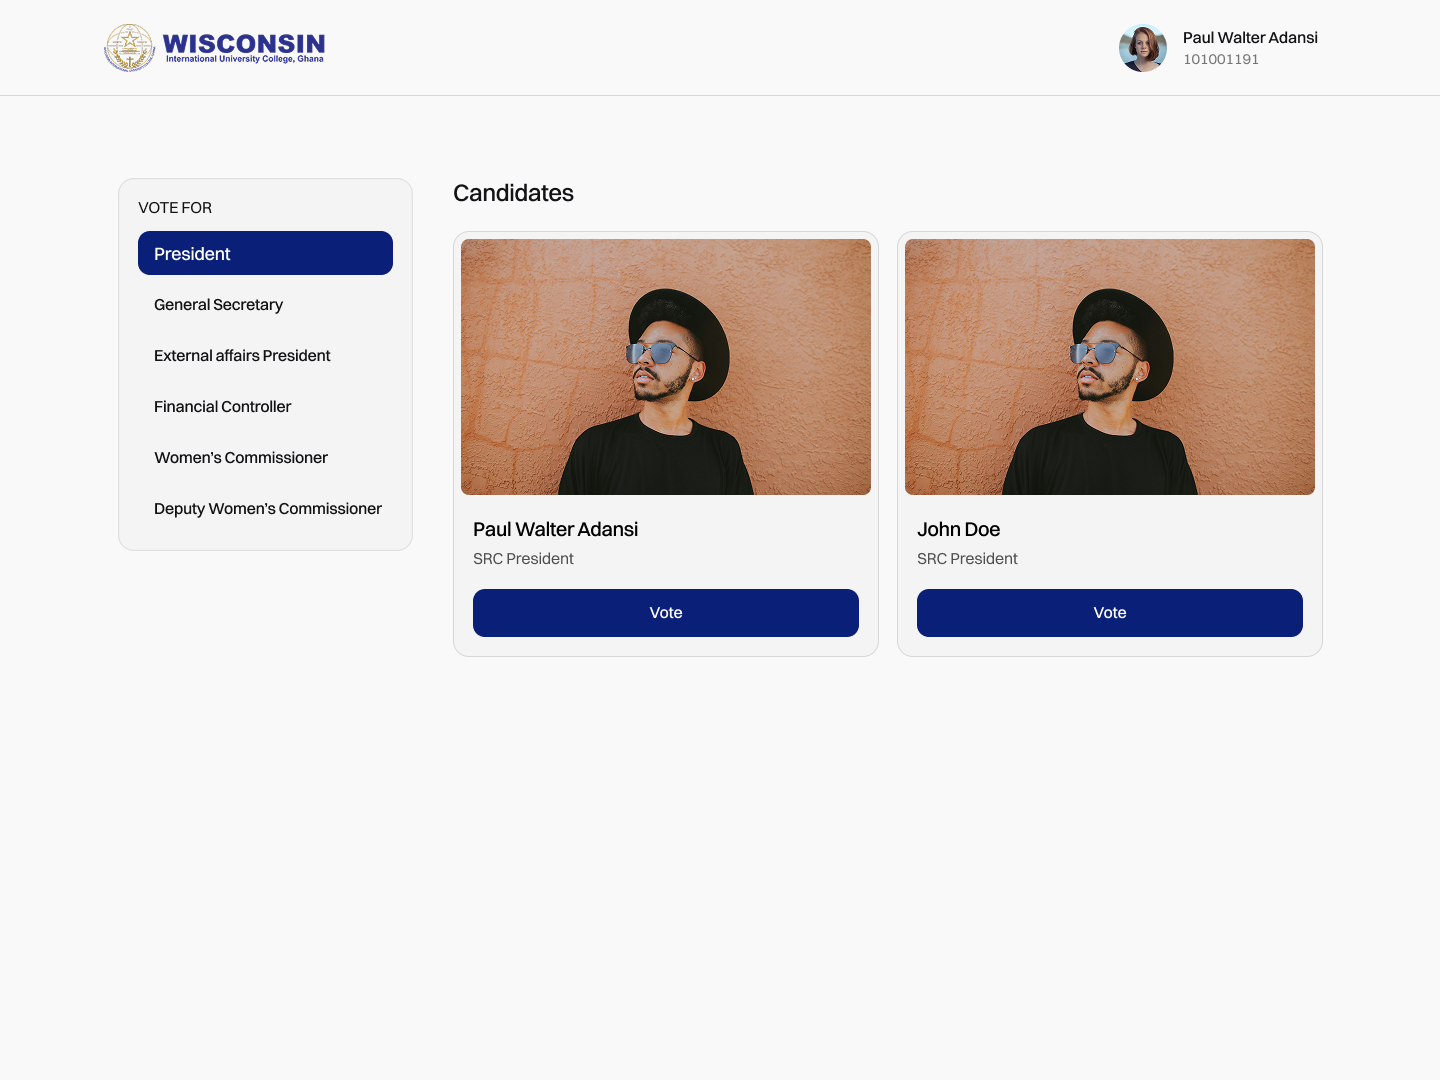 WISCONSIN
International University College, Ghana
Paul Walter Adansi
101001191
VOTE FOR
President
General Secretary
External affairs President
Financial Controller
Women’s Commissioner
Deputy Women’s Commissioner
Candidates
Paul Walter Adansi
SRC President
Vote
John Doe
SRC President
Vote